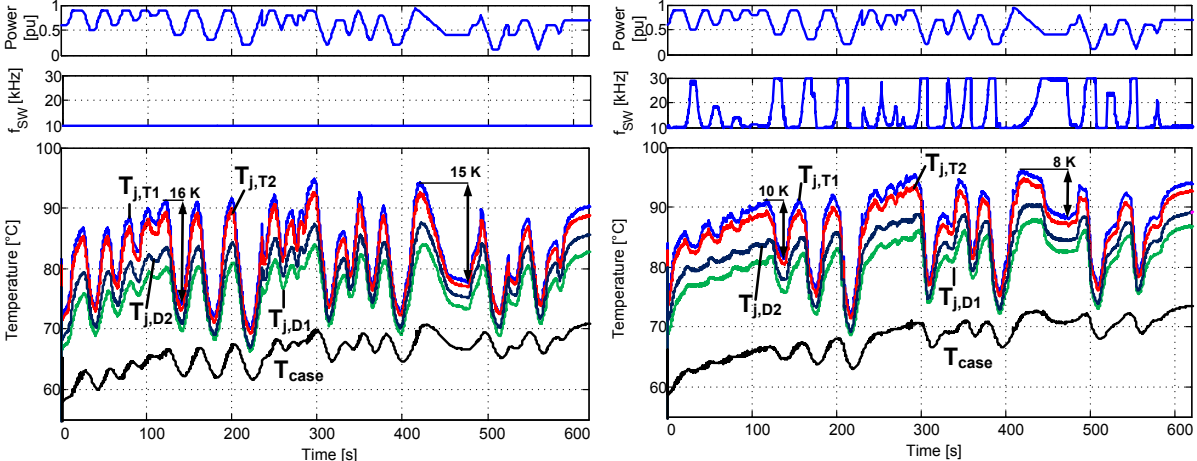 Power
[pu]
1
0.5
0
f_SW [kHz]
30
20
10
Temperature [°C]
100
90
80
70
60
T_j,T1
16 K
T_j,T2
15 K
T_j,D2
T_j,D1
T_case
0 100 200 300 400 500 600
Time [s]
Power
[pu]
1
0.5
0
f_SW [kHz]
30
20
10
Temperature [°C]
100
90
80
70
60
10 K
T_j,T1
T_j,T2
8 K
T_j,D2
T_j,D1
T_case
0 100 200 300 400 500 600
Time [s]